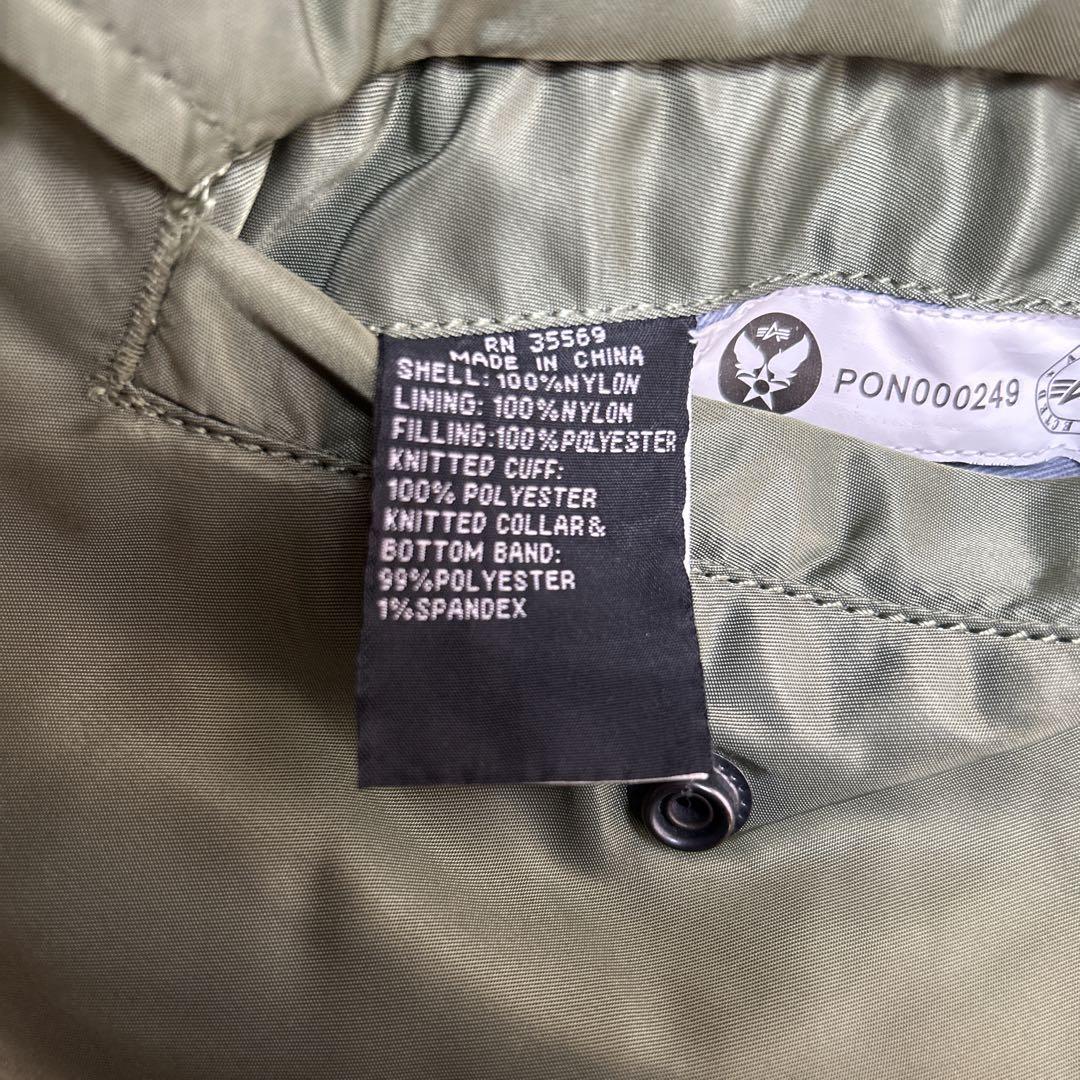 RN 35569
MADE IN CHINA
SHELL: 100%NYLON
LINING: 100%NYLON
FILLING:100%POLYESTER
KNITTED CUFF:
100% POLYESTER
KNITTED COLLAR&
BOTTOM BAND:
99%POLYESTER
1%SPANDEX
PON000249